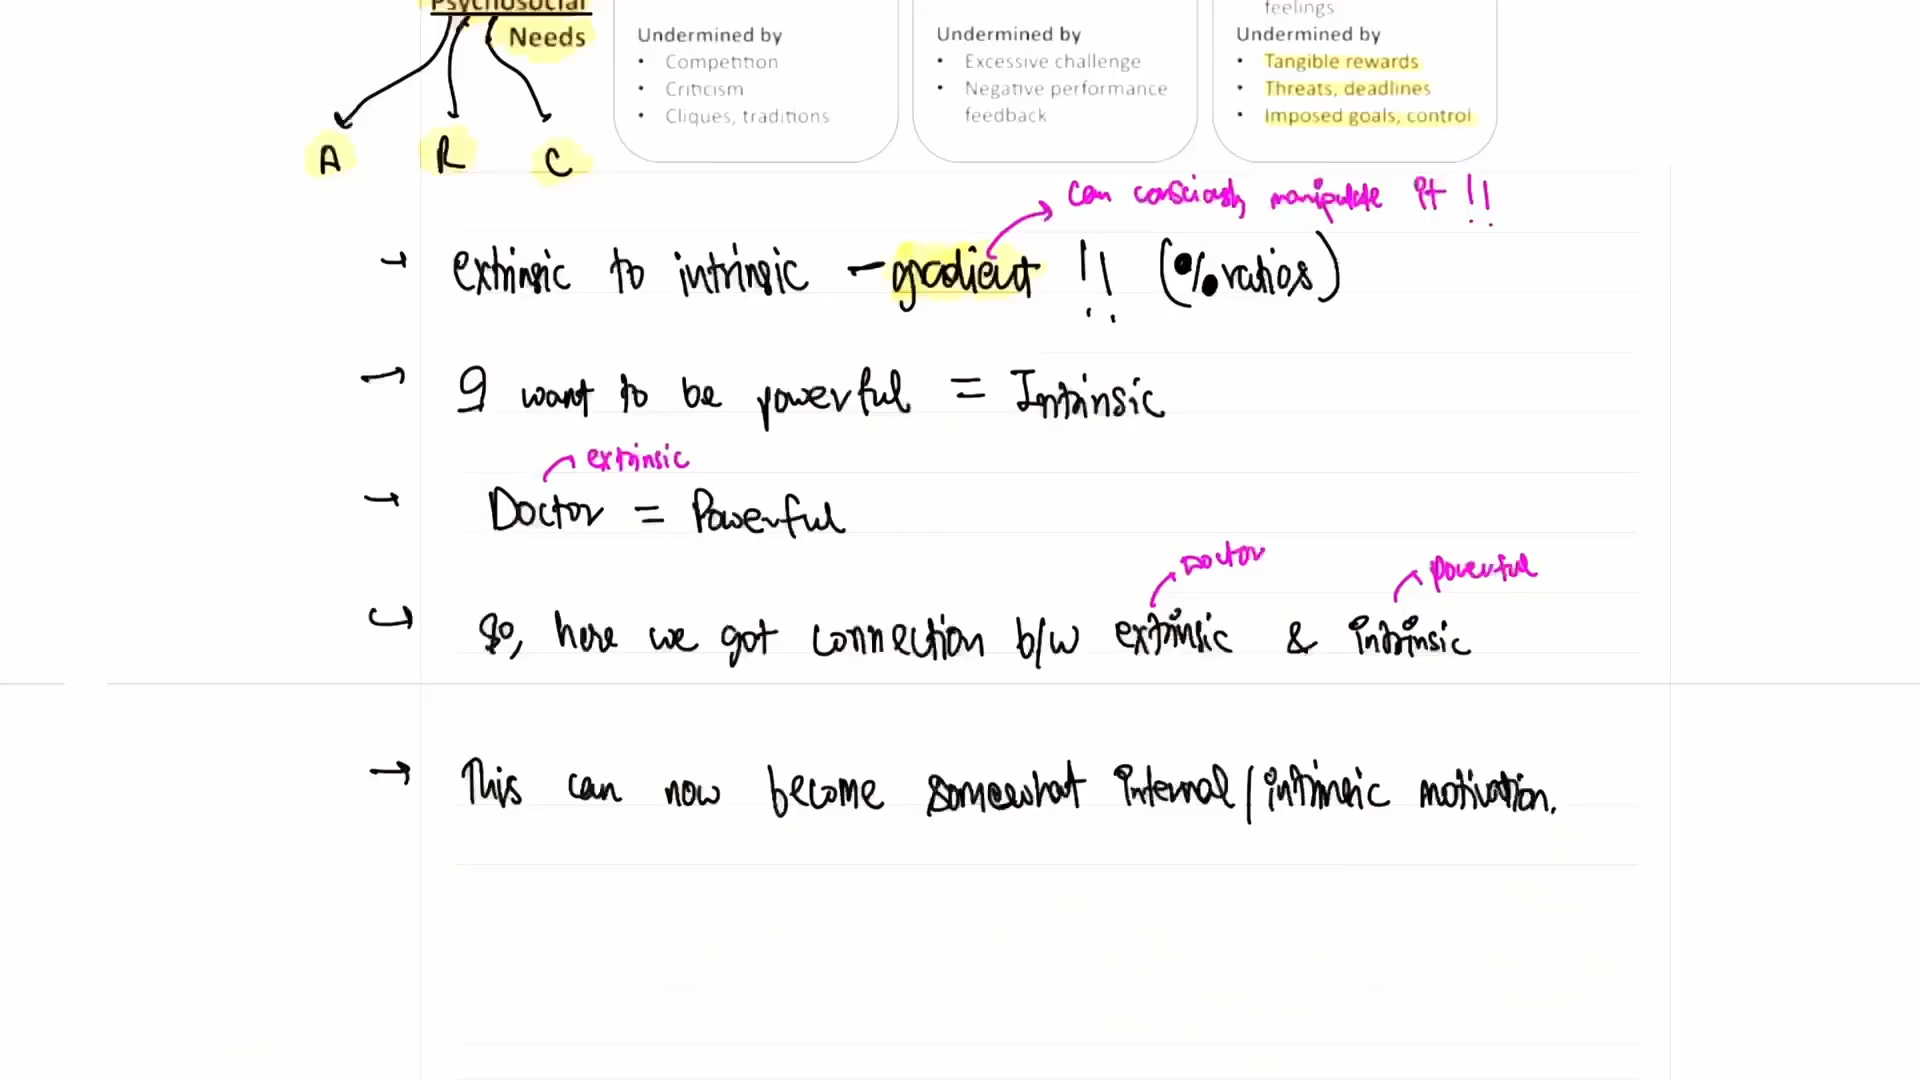 Psychosocial
Needs
A
R
C
Undermined by
• Competition
• Criticism
• Cliques, traditions
Undermined by
• Excessive challenge
• Negative performance
feedback
feelings
Undermined by
• Tangible rewards
• Threats, deadlines
• Imposed goals, control
can consciously manipulate it !!
→ extrinsic to intrinsic - gradient !! (% ratios)
→ I want to be powerful = Intrinsic
extrinsic
→ Doctor = Powerful
Doctor
powerful
So, here we got connection b/w extrinsic & intrinsic
→ This can now become somewhat internal/intrinsic motivation.